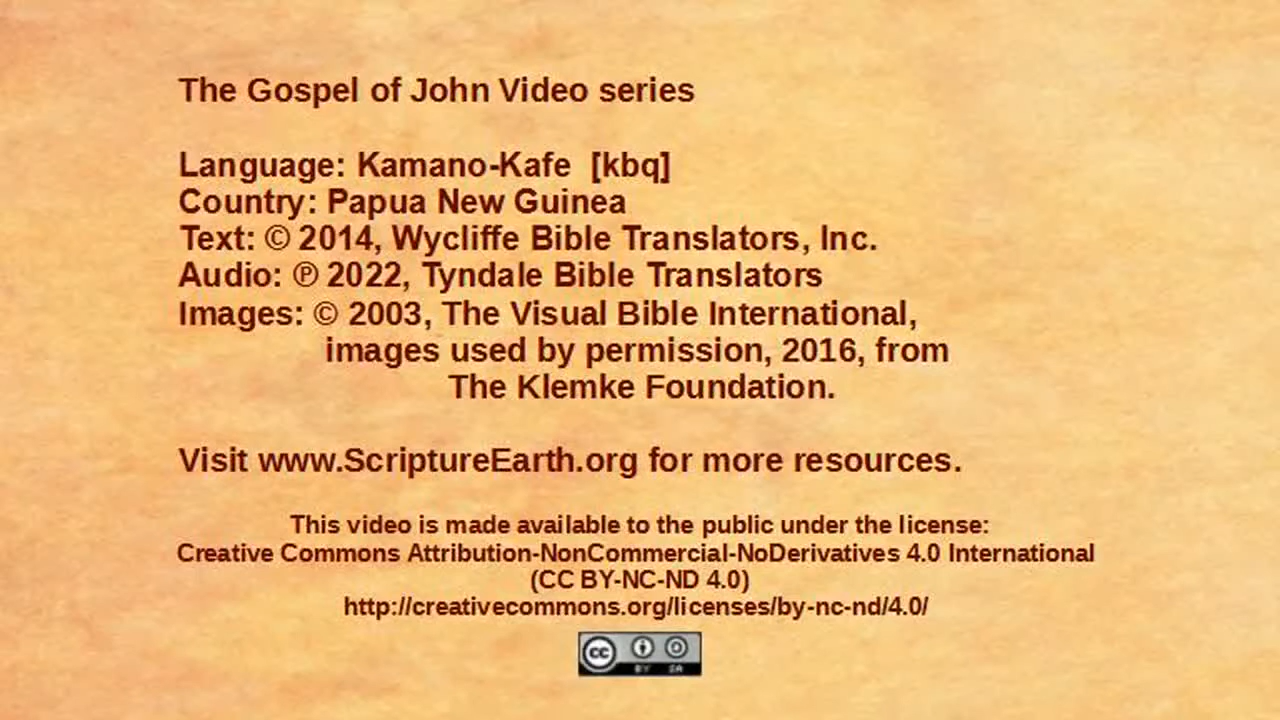 The Gospel of John Video series
Language: Kamano-Kafe [kbq]
Country: Papua New Guinea
Text: © 2014, Wycliffe Bible Translators, Inc.
Audio: ℗ 2022, Tyndale Bible Translators
Images: © 2003, The Visual Bible International,
images used by permission, 2016, from
The Klemke Foundation.
Visit www.ScriptureEarth.org for more resources.
This video is made available to the public under the license:
Creative Commons Attribution-NonCommercial-NoDerivatives 4.0 International
(CC BY-NC-ND 4.0)
http://creativecommons.org/licenses/by-nc-nd/4.0/
cc
BY SA